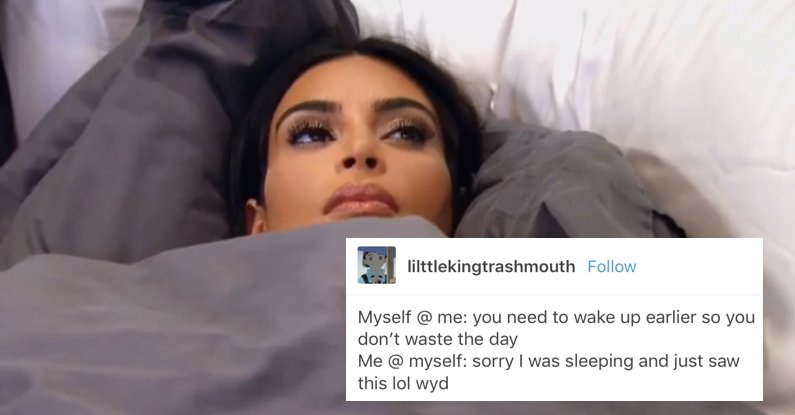 lilttlekingtrashmouth Follow
Myself @ me: you need to wake up earlier so you
don't waste the day
Me @ myself: sorry I was sleeping and just saw
this lol wyd